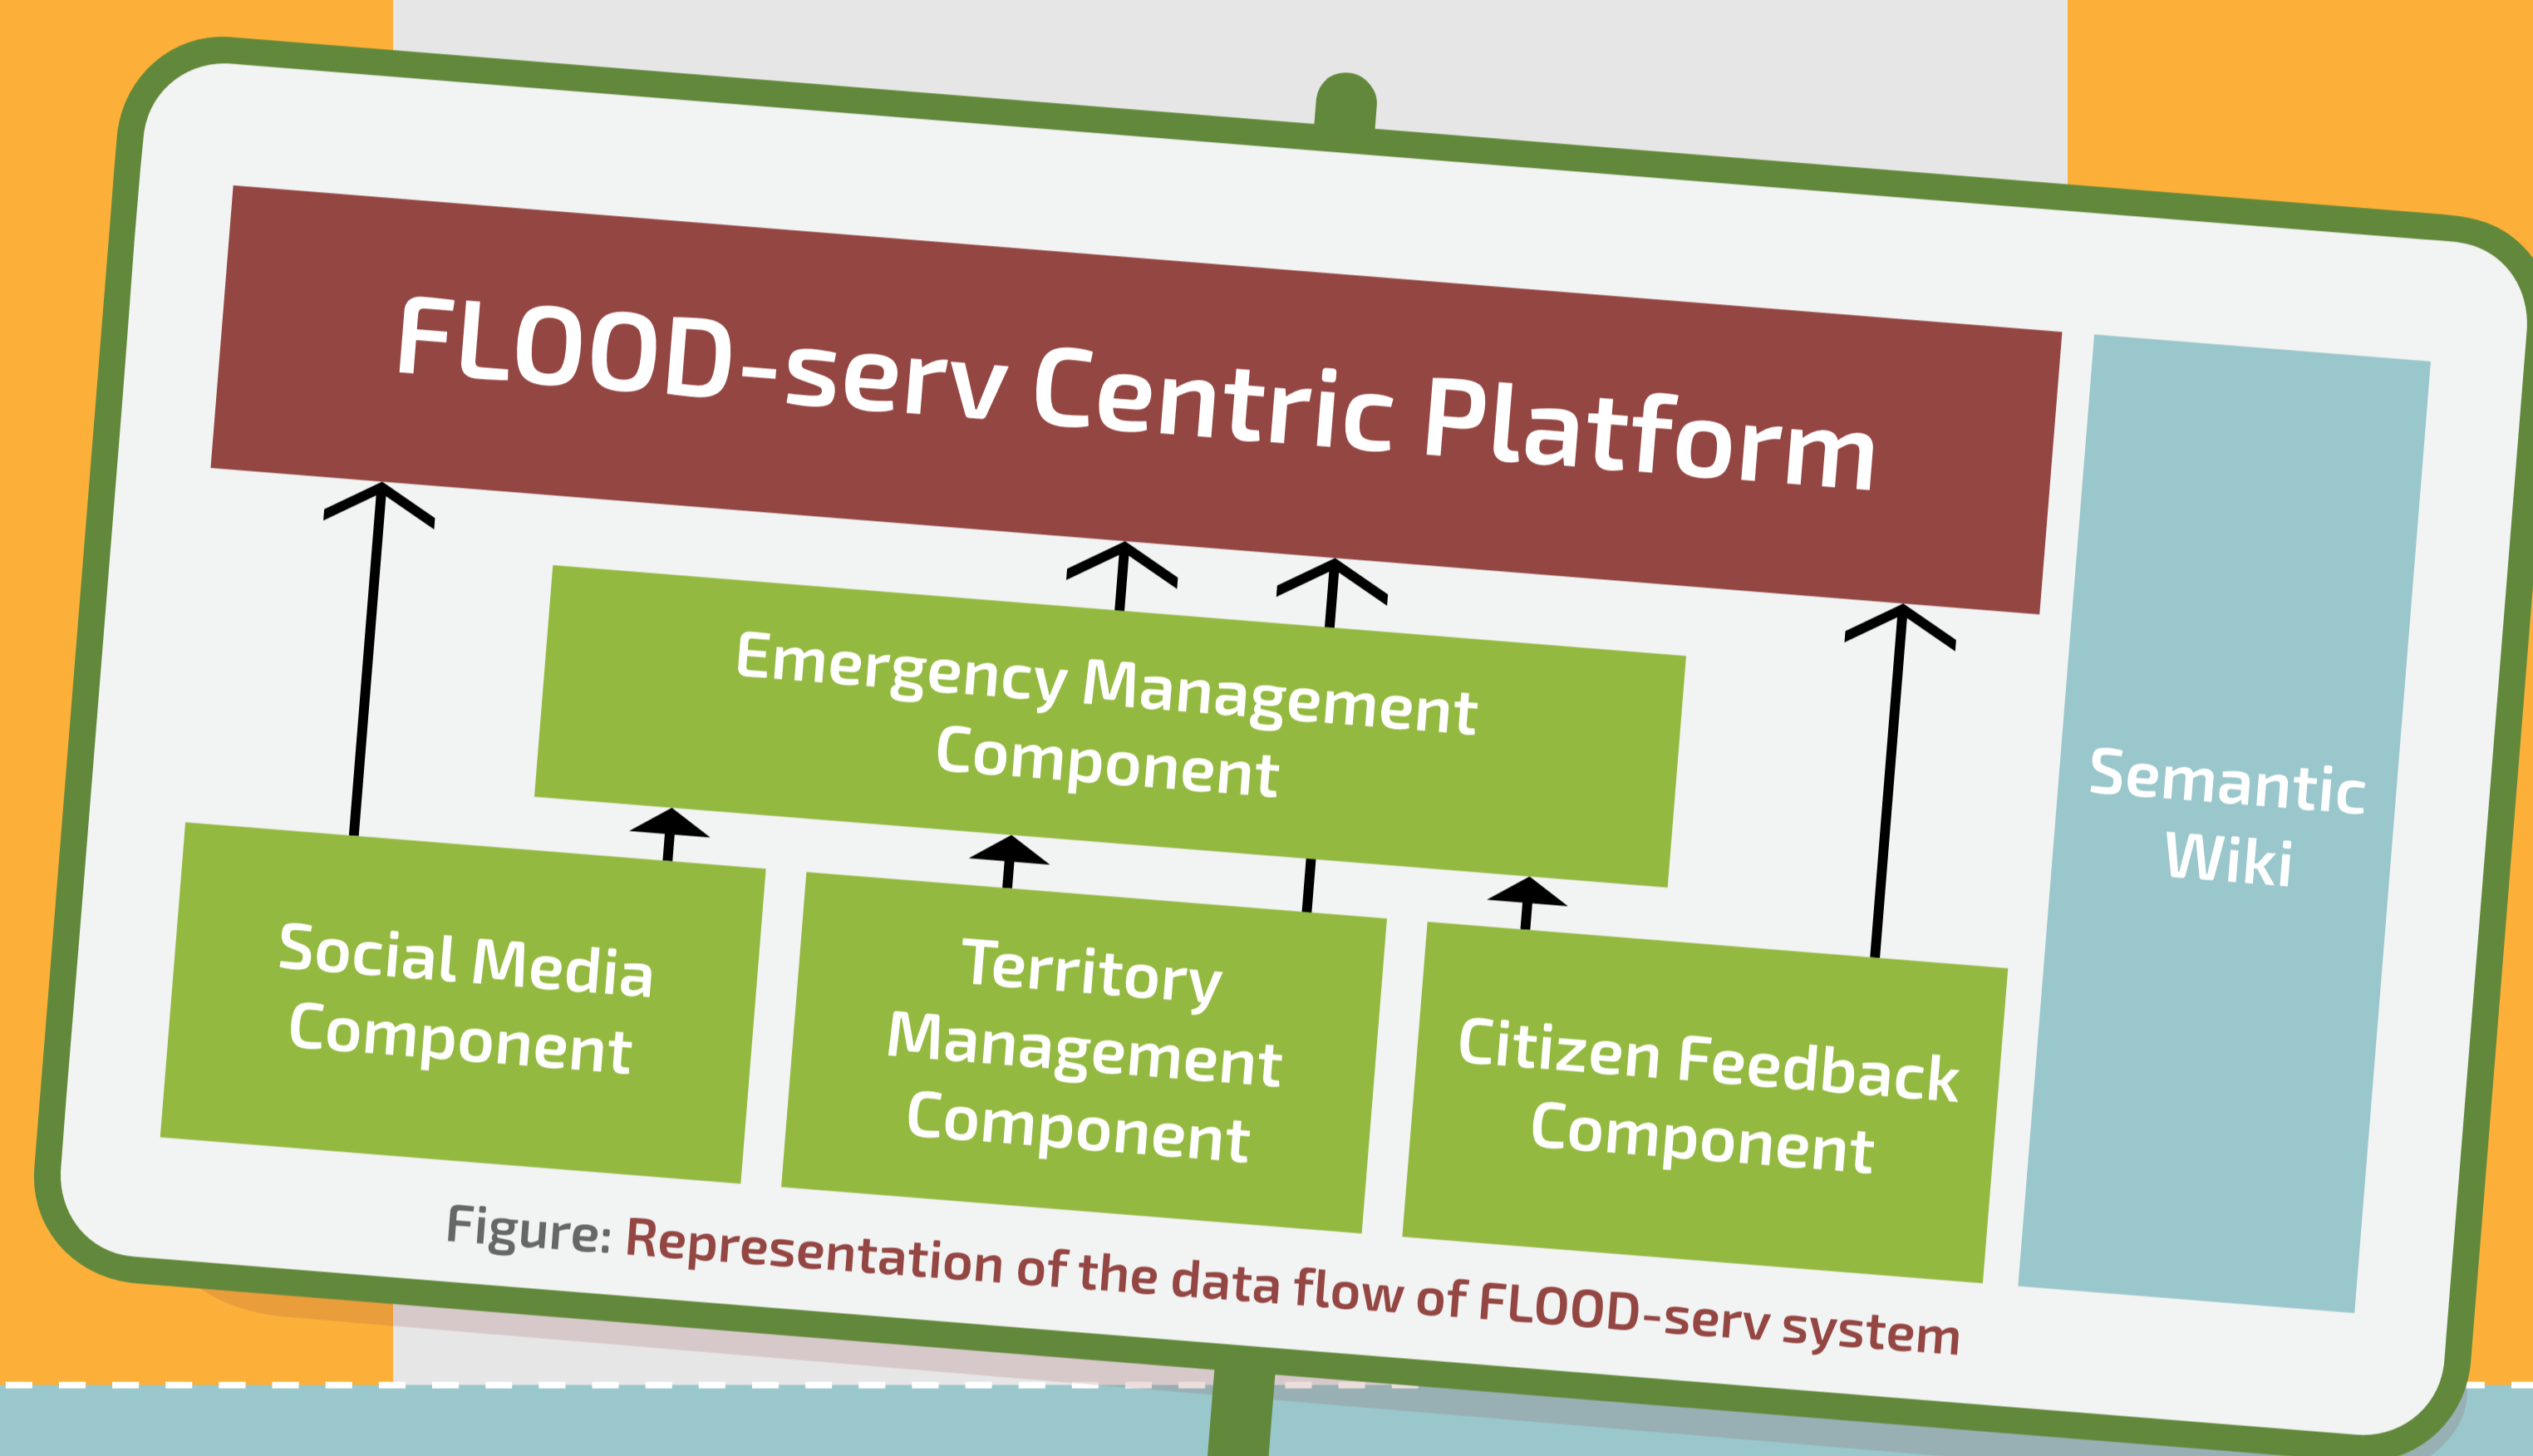 FLOOD-serv Centric Platform
Emergency Management
Component
Social Media
Component
Territory
Management
Component
Citizen Feedback
Component
Semantic
Wiki
Figure: Representation of the data flow of FLOOD-serv system